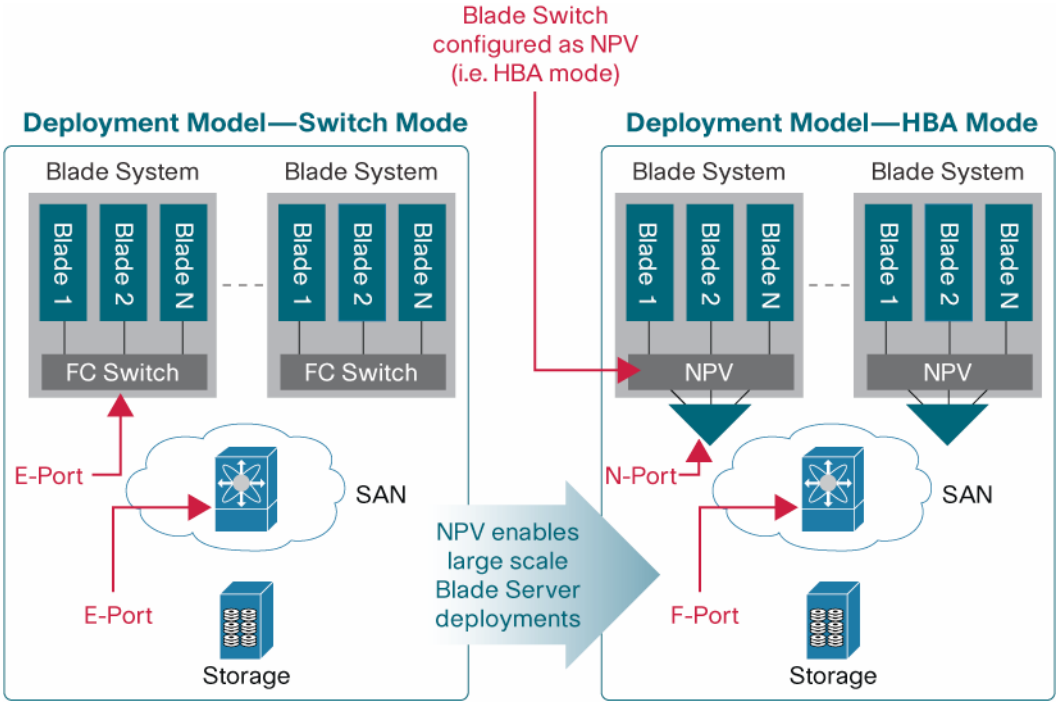 Blade Switch
configured as NPV
(i.e. HBA mode)
Deployment Model—Switch Mode
Blade System
Blade System
Blade 1
Blade 2
Blade N
Blade 1
Blade 2
Blade N
FC Switch
FC Switch
E-Port
SAN
E-Port
Storage
NPV enables
large scale
Blade Server
deployments
Deployment Model—HBA Mode
Blade System
Blade System
Blade 1
Blade 2
Blade N
Blade 1
Blade 2
Blade N
NPV
NPV
N-Port
SAN
F-Port
Storage